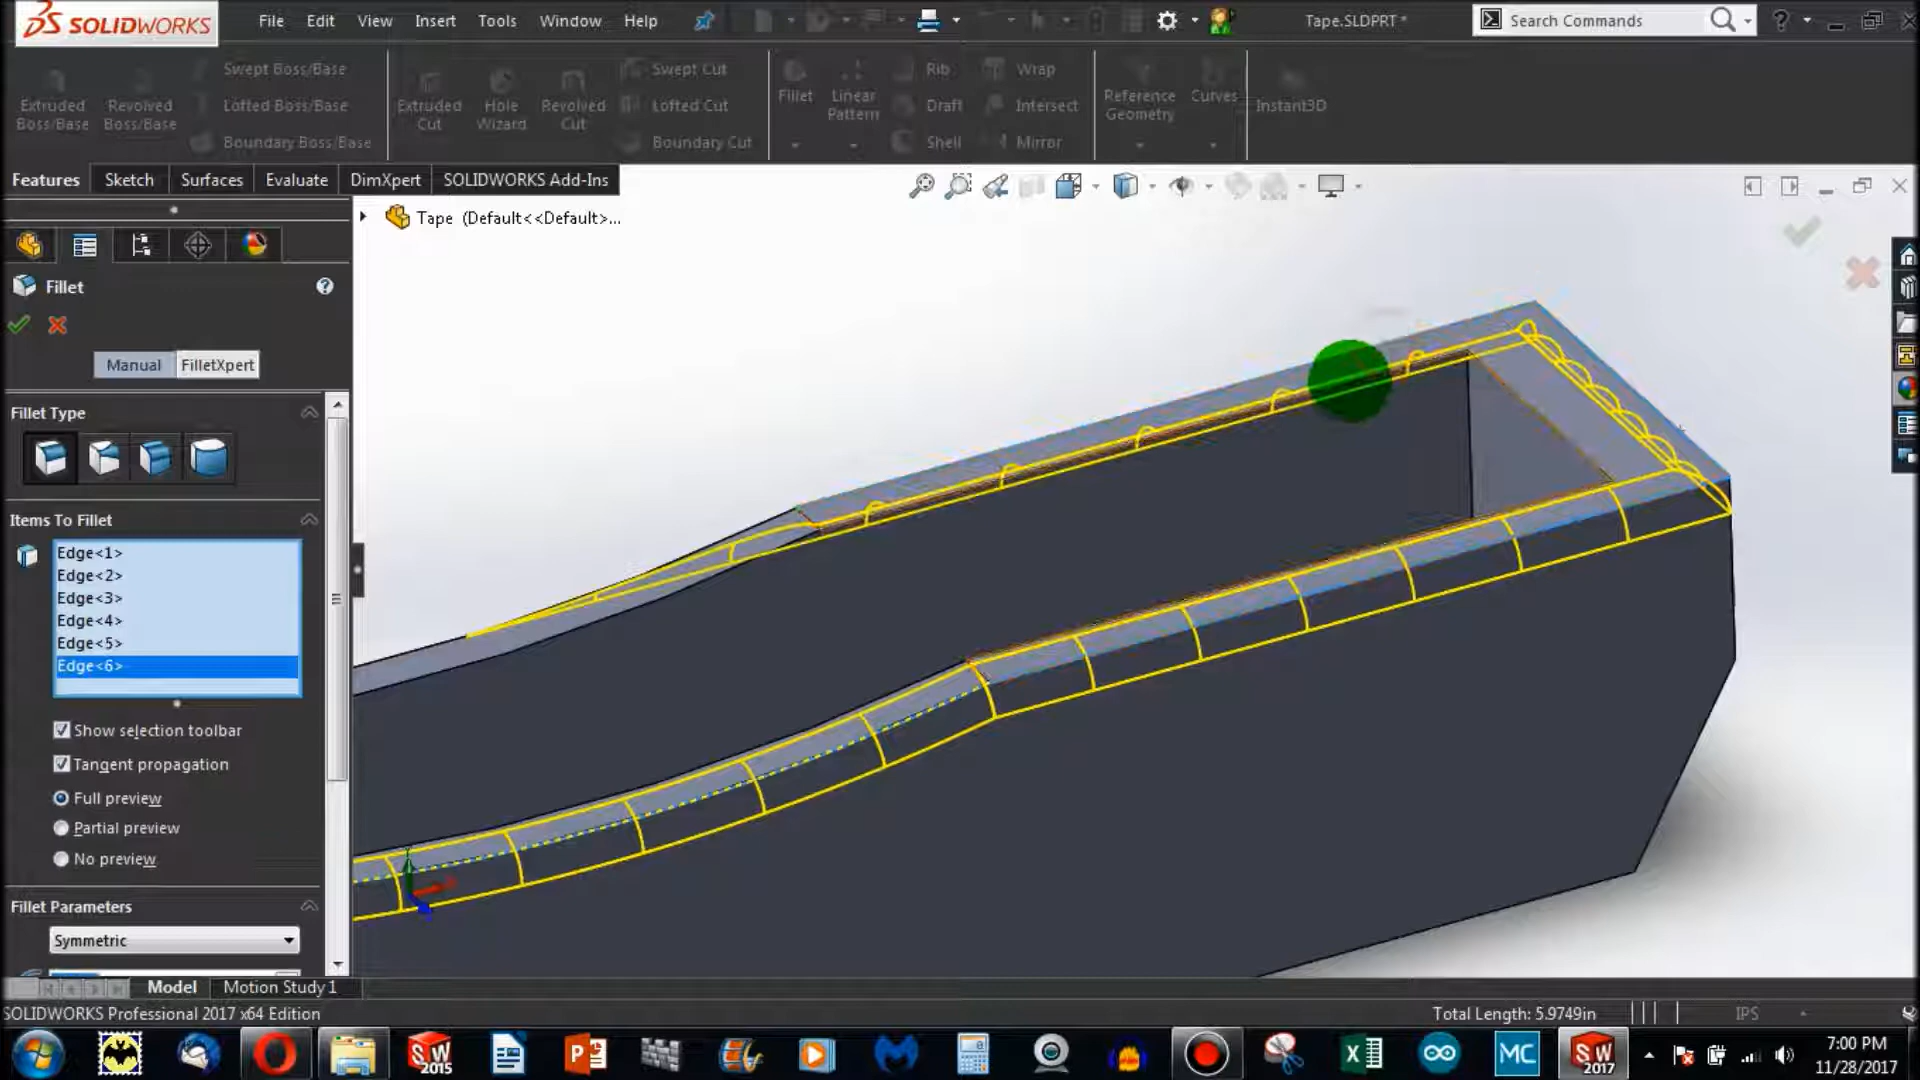 SOLIDWORKS File Edit View Insert Tools Window Help Tape.SLDPRT * Search Commands
Extruded Boss/Base
Revolved Boss/Base
Swept Boss/Base
Lofted Boss/Base
Boundary Boss/Base
Extruded Cut
Hole Wizard
Revolved Cut
Swept Cut
Lofted Cut
Boundary Cut
Fillet
Linear Pattern
Rib
Draft
Shell
Wrap
Intersect
Mirror
Reference Geometry
Curves
Instant3D
Features Sketch Surfaces Evaluate DimXpert SOLIDWORKS Add-Ins
Tape (Default<<Default>...
Fillet
Manual FilletXpert
Fillet Type
Items To Fillet
Edge<1>
Edge<2>
Edge<3>
Edge<4>
Edge<5>
Edge<6>
Show selection toolbar
Tangent propagation
Full preview
Partial preview
No preview
Fillet Parameters
Symmetric
Model Motion Study 1
SOLIDWORKS Professional 2017 x64 Edition Total Length: 5.9749in IPS
SW 2015
MC
SW 2017
7:00 PM
11/28/2017